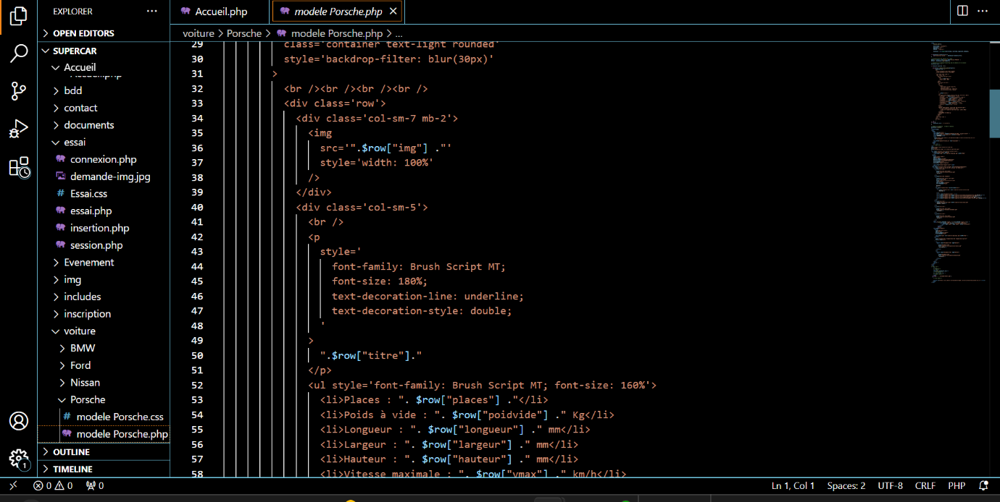 EXPLORER
OPEN EDITORS
SUPERCAR
Accueil
Accueil.php
bdd
contact
documents
essai
connexion.php
demande-img.jpg
# Essai.css
essai.php
insertion.php
session.php
Evenement
img
includes
inscription
voiture
BMW
Ford
Nissan
Porsche
# modele Porsche.css
modele Porsche.php
OUTLINE
TIMELINE
1
Accueil.php
modele Porsche.php
voiture > Porsche > modele Porsche.php > ...
29 class='container text-light rounded'
30 style='backdrop-filter: blur(30px)'
31 >
32 <br /><br /><br /><br />
33 <div class='row'>
34 <div class='col-sm-7 mb-2'>
35 <img
36 src='".$row["img"] ."'
37 style='width: 100%'
38 />
39 </div>
40 <div class='col-sm-5'>
41 <br />
42 <p
43 style='
44 font-family: Brush Script MT;
45 font-size: 180%;
46 text-decoration-line: underline;
47 text-decoration-style: double;
48 '
49 >
50 ".$row["titre"]."
51 </p>
52 <ul style='font-family: Brush Script MT; font-size: 160%'>
53 <li>Places : ". $row["places"] ."</li>
54 <li>Poids à vide : ". $row["poidvide"] ." Kg</li>
55 <li>Longueur : ". $row["longueur"] ." mm</li>
56 <li>Largeur : ". $row["largeur"] ." mm</li>
57 <li>Hauteur : ". $row["hauteur"] ." mm</li>
58 <li>Vitesse maximale : ". $row["vmax"] ." km/h</li>
0 0 0
Ln 1, Col 1 Spaces: 2 UTF-8 CRLF PHP